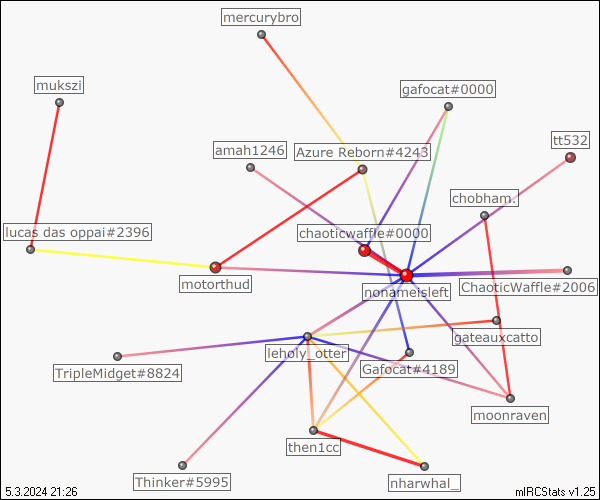 mercurybro
mukszi
gafocat#0000
tt532
amah1246
Azure Reborn#4243
chobham.
lucas das oppai#2396
chaoticwaffle#0000
motorthud
nonameisleft
ChaoticWaffle#2006
gateauxcatto
leholy_otter
TripleMidget#8824
Gafocat#4189
moonraven
then1cc
Thinker#5995
nharwhal_
5.3.2024 21:26
mIRCStats v1.25